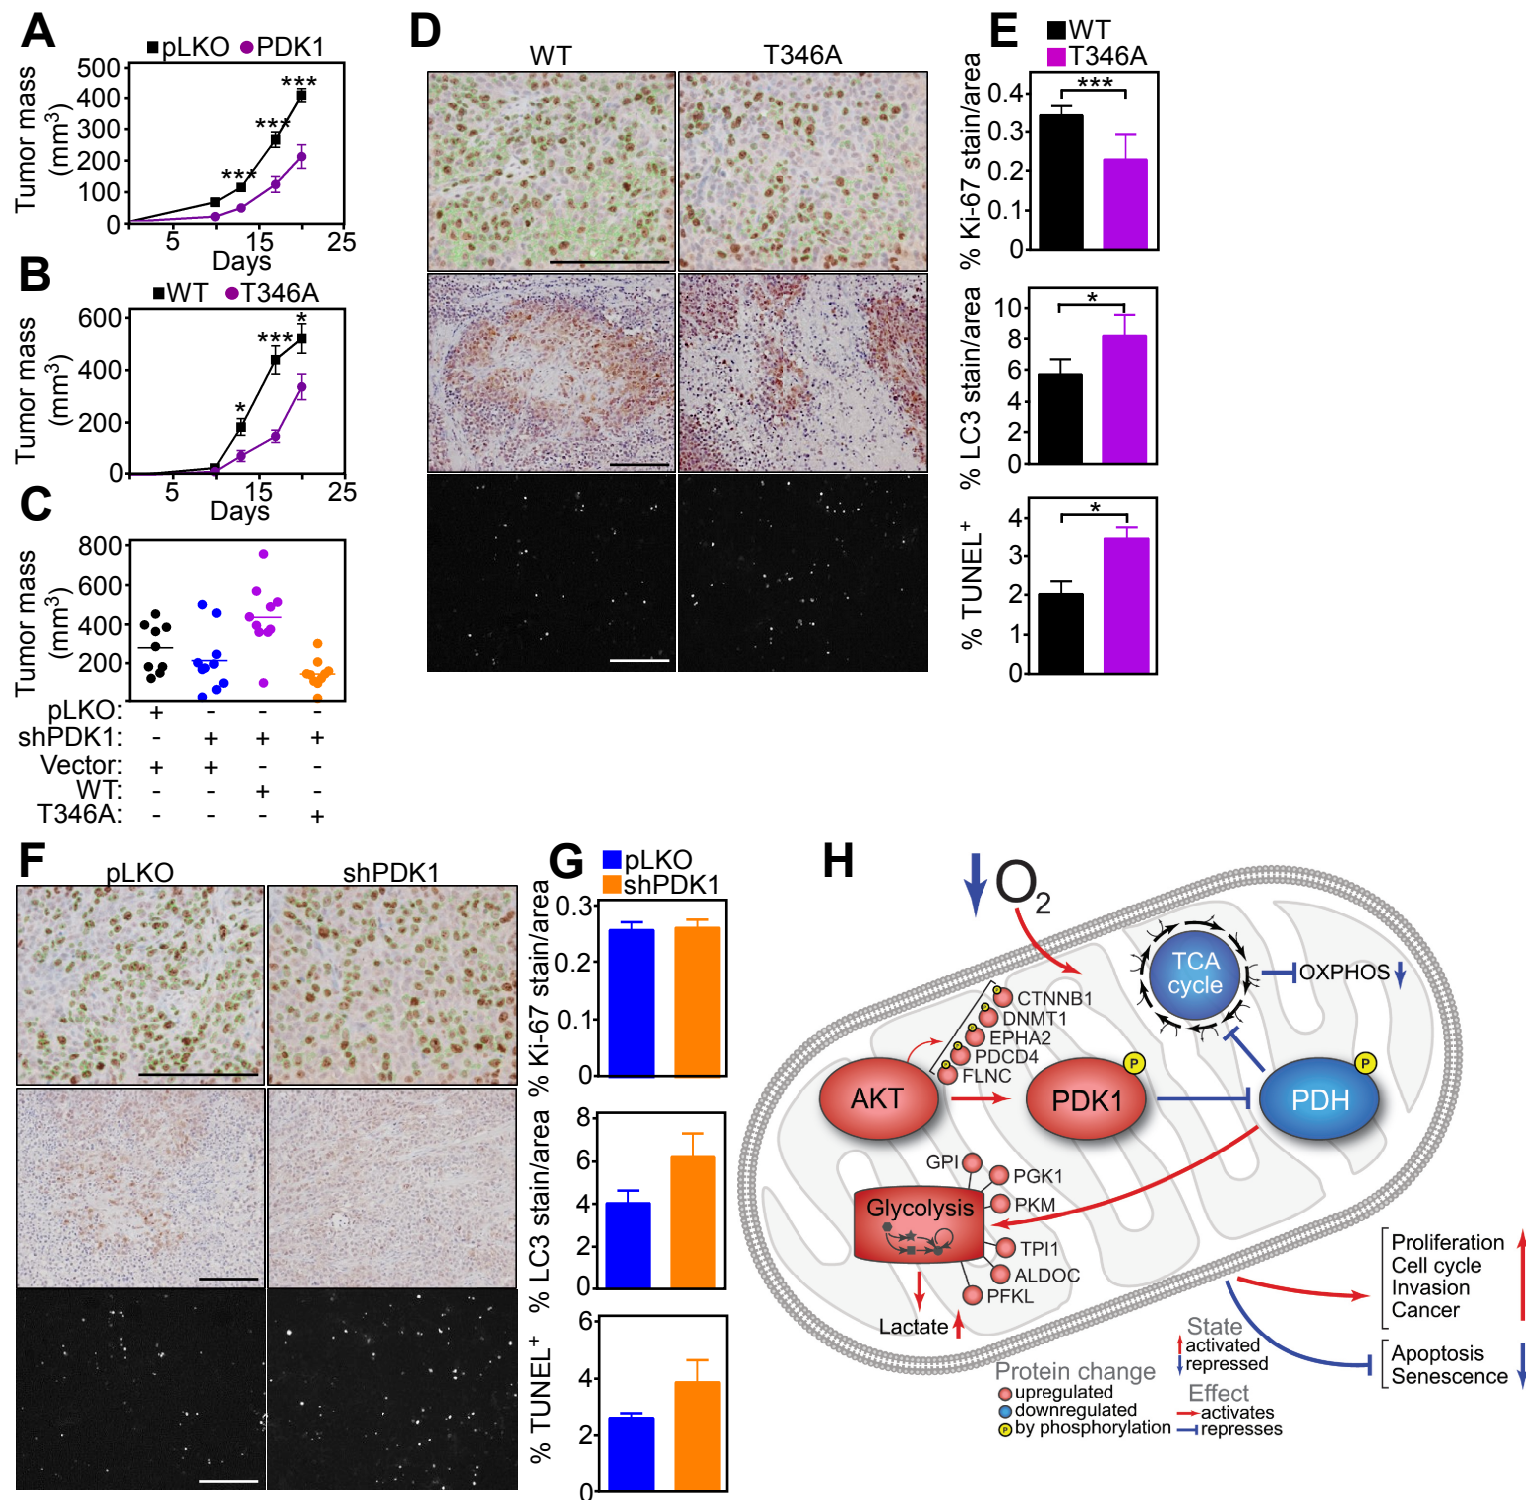 A
pLKO PDK1
Tumor mass
(mm3)
500
400
300
200
100
0
*** *** ***
5 15 25
Days
B
WT T346A
Tumor mass
(mm3)
600
400
200
0
* *** *
5 15 25
Days
C
Tumor mass
(mm3)
800
600
400
200
pLKO: + - - -
shPDK1: - + + +
Vector: + + - -
WT: - - + -
T346A: - - - +
D
WT T346A
E
WT
T346A
% Ki-67 stain/area
0.4
0.3
0.2
0.1
0
***
% LC3 stain/area
10
8
6
4
2
0
*
% TUNEL+
4
3
2
1
0
*
F
pLKO shPDK1
G
pLKO
shPDK1
% Ki-67 stain/area
0.3
0.2
0.1
0
% LC3 stain/area
8
6
4
2
0
% TUNEL+
6
4
2
0
H
O2
TCA
cycle
OXPHOS
P CTNNB1
P DNMT1
P EPHA2
P PDCD4
P FLNC
AKT
PDK1 P
PDH P
GPI
PGK1
PKM
Glycolysis
TPI1
ALDOC
PFKL
Lactate
Proliferation
Cell cycle
Invasion
Cancer
Apoptosis
Senescence
State
activated
repressed
Protein change
upregulated
downregulated
P by phosphorylation
Effect
activates
represses